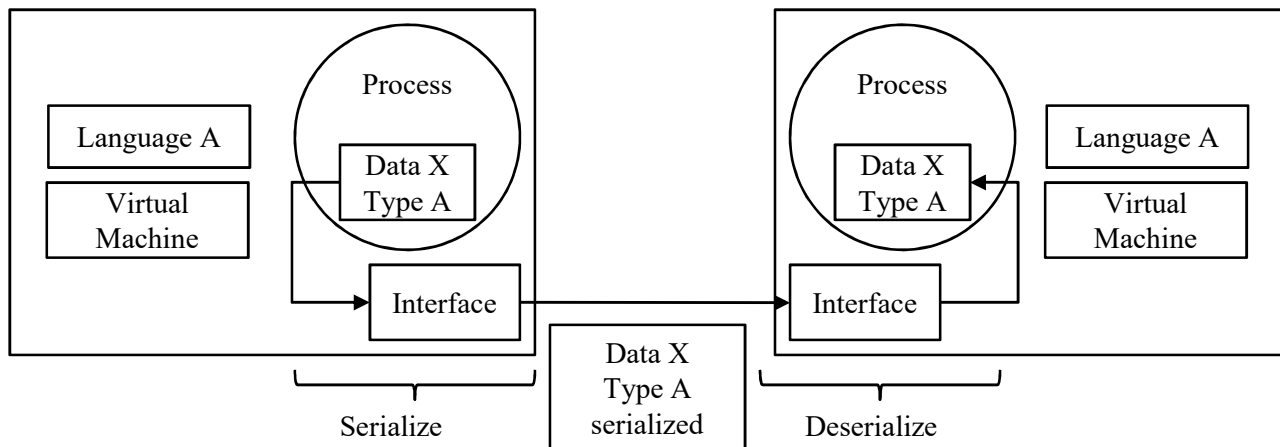 Process
Language A
Virtual
Machine
Data X
Type A
Interface
Serialize
Data X
Type A
serialized
Process
Data X
Type A
Language A
Virtual
Machine
Interface
Deserialize